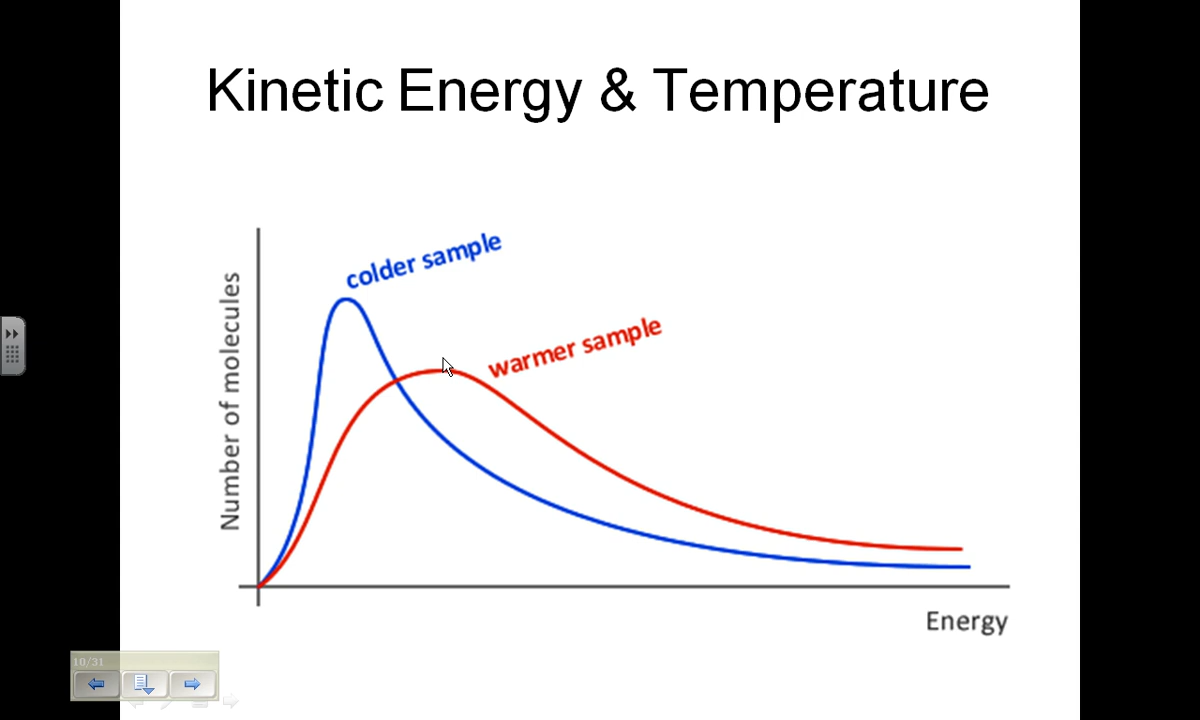 Kinetic Energy & Temperature
colder sample
warmer sample
Number of molecules
Energy
10/31